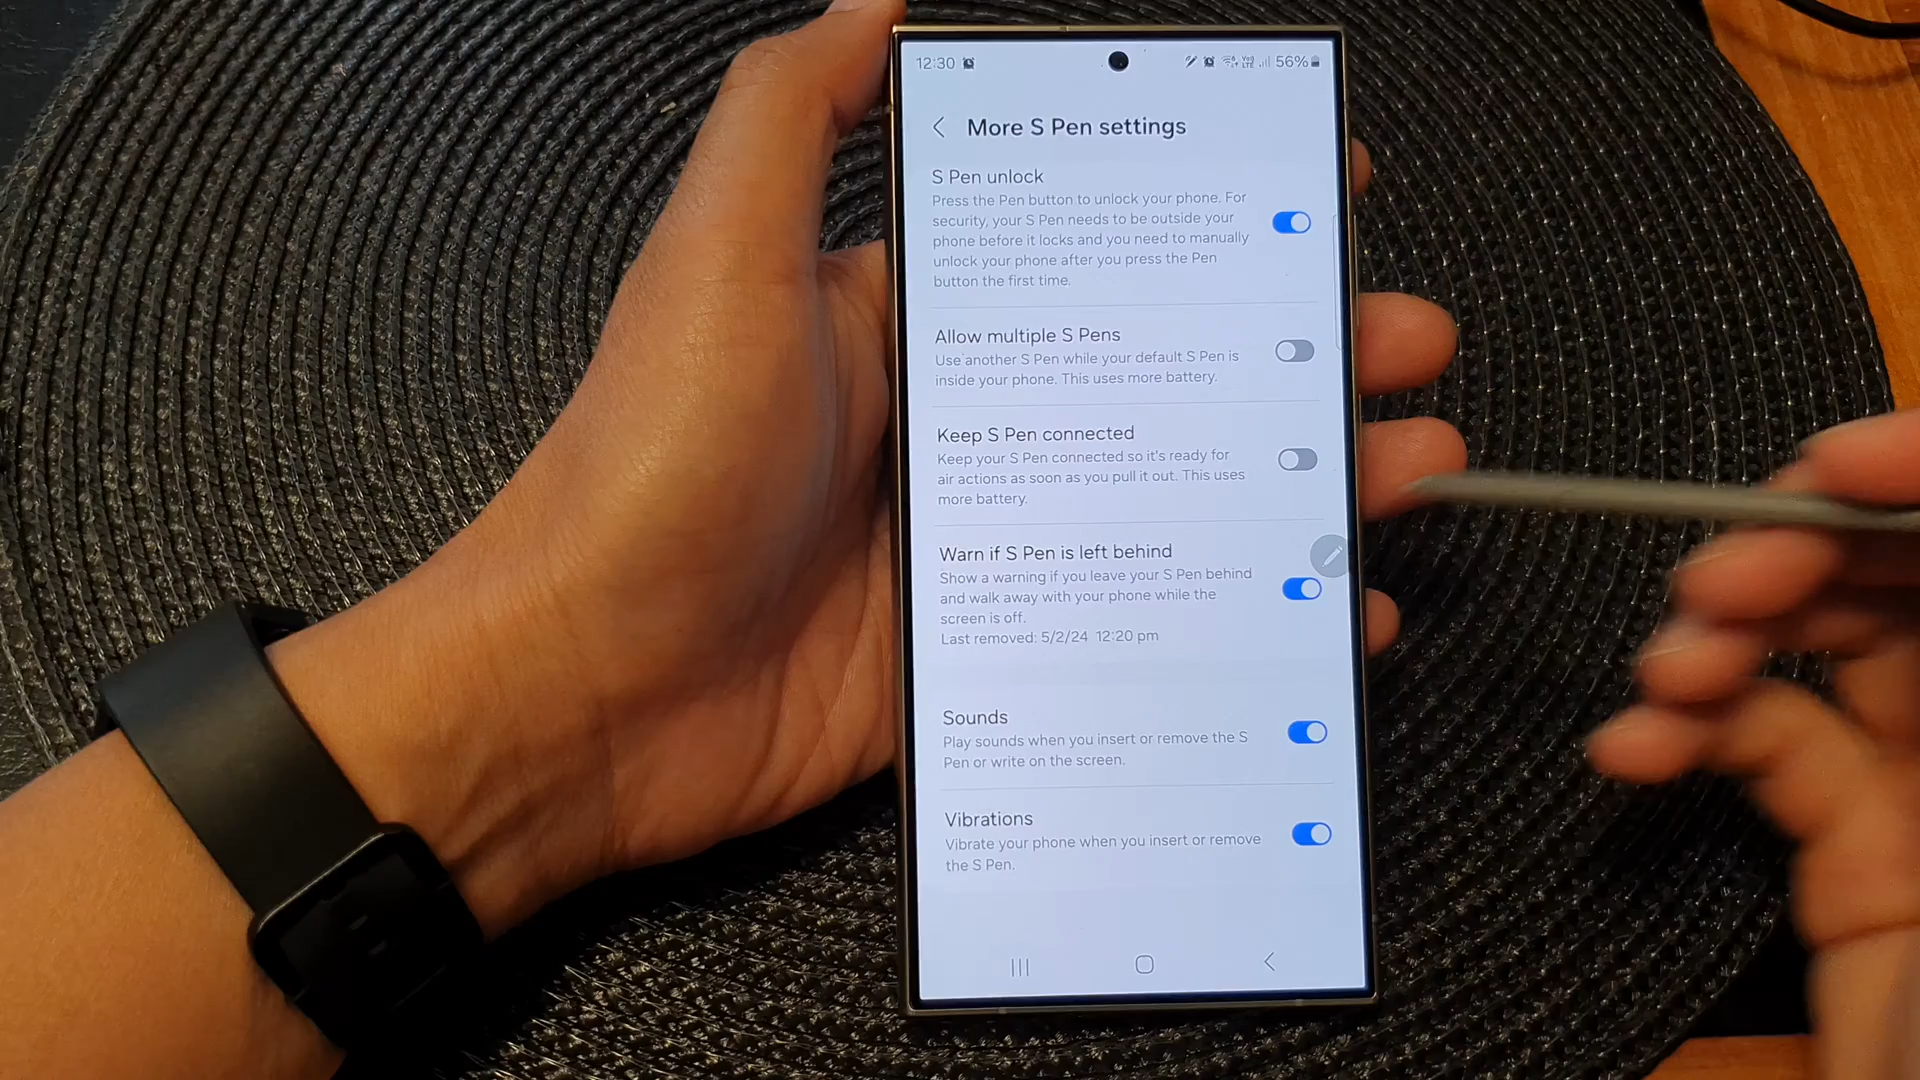 12:30
VoI) LTE 56%
More S Pen settings
S Pen unlock
Press the Pen button to unlock your phone. For
security, your S Pen needs to be outside your
phone before it locks and you need to manually
unlock your phone after you press the Pen
button the first time.
Allow multiple S Pens
Use another S Pen while your default S Pen is
inside your phone. This uses more battery.
Keep S Pen connected
Keep your S Pen connected so it's ready for
air actions as soon as you pull it out. This uses
more battery.
Warn if S Pen is left behind
Show a warning if you leave your S Pen behind
and walk away with your phone while the
screen is off.
Last removed: 5/2/24 12:20 pm
Sounds
Play sounds when you insert or remove the S
Pen or write on the screen.
Vibrations
Vibrate your phone when you insert or remove
the S Pen.